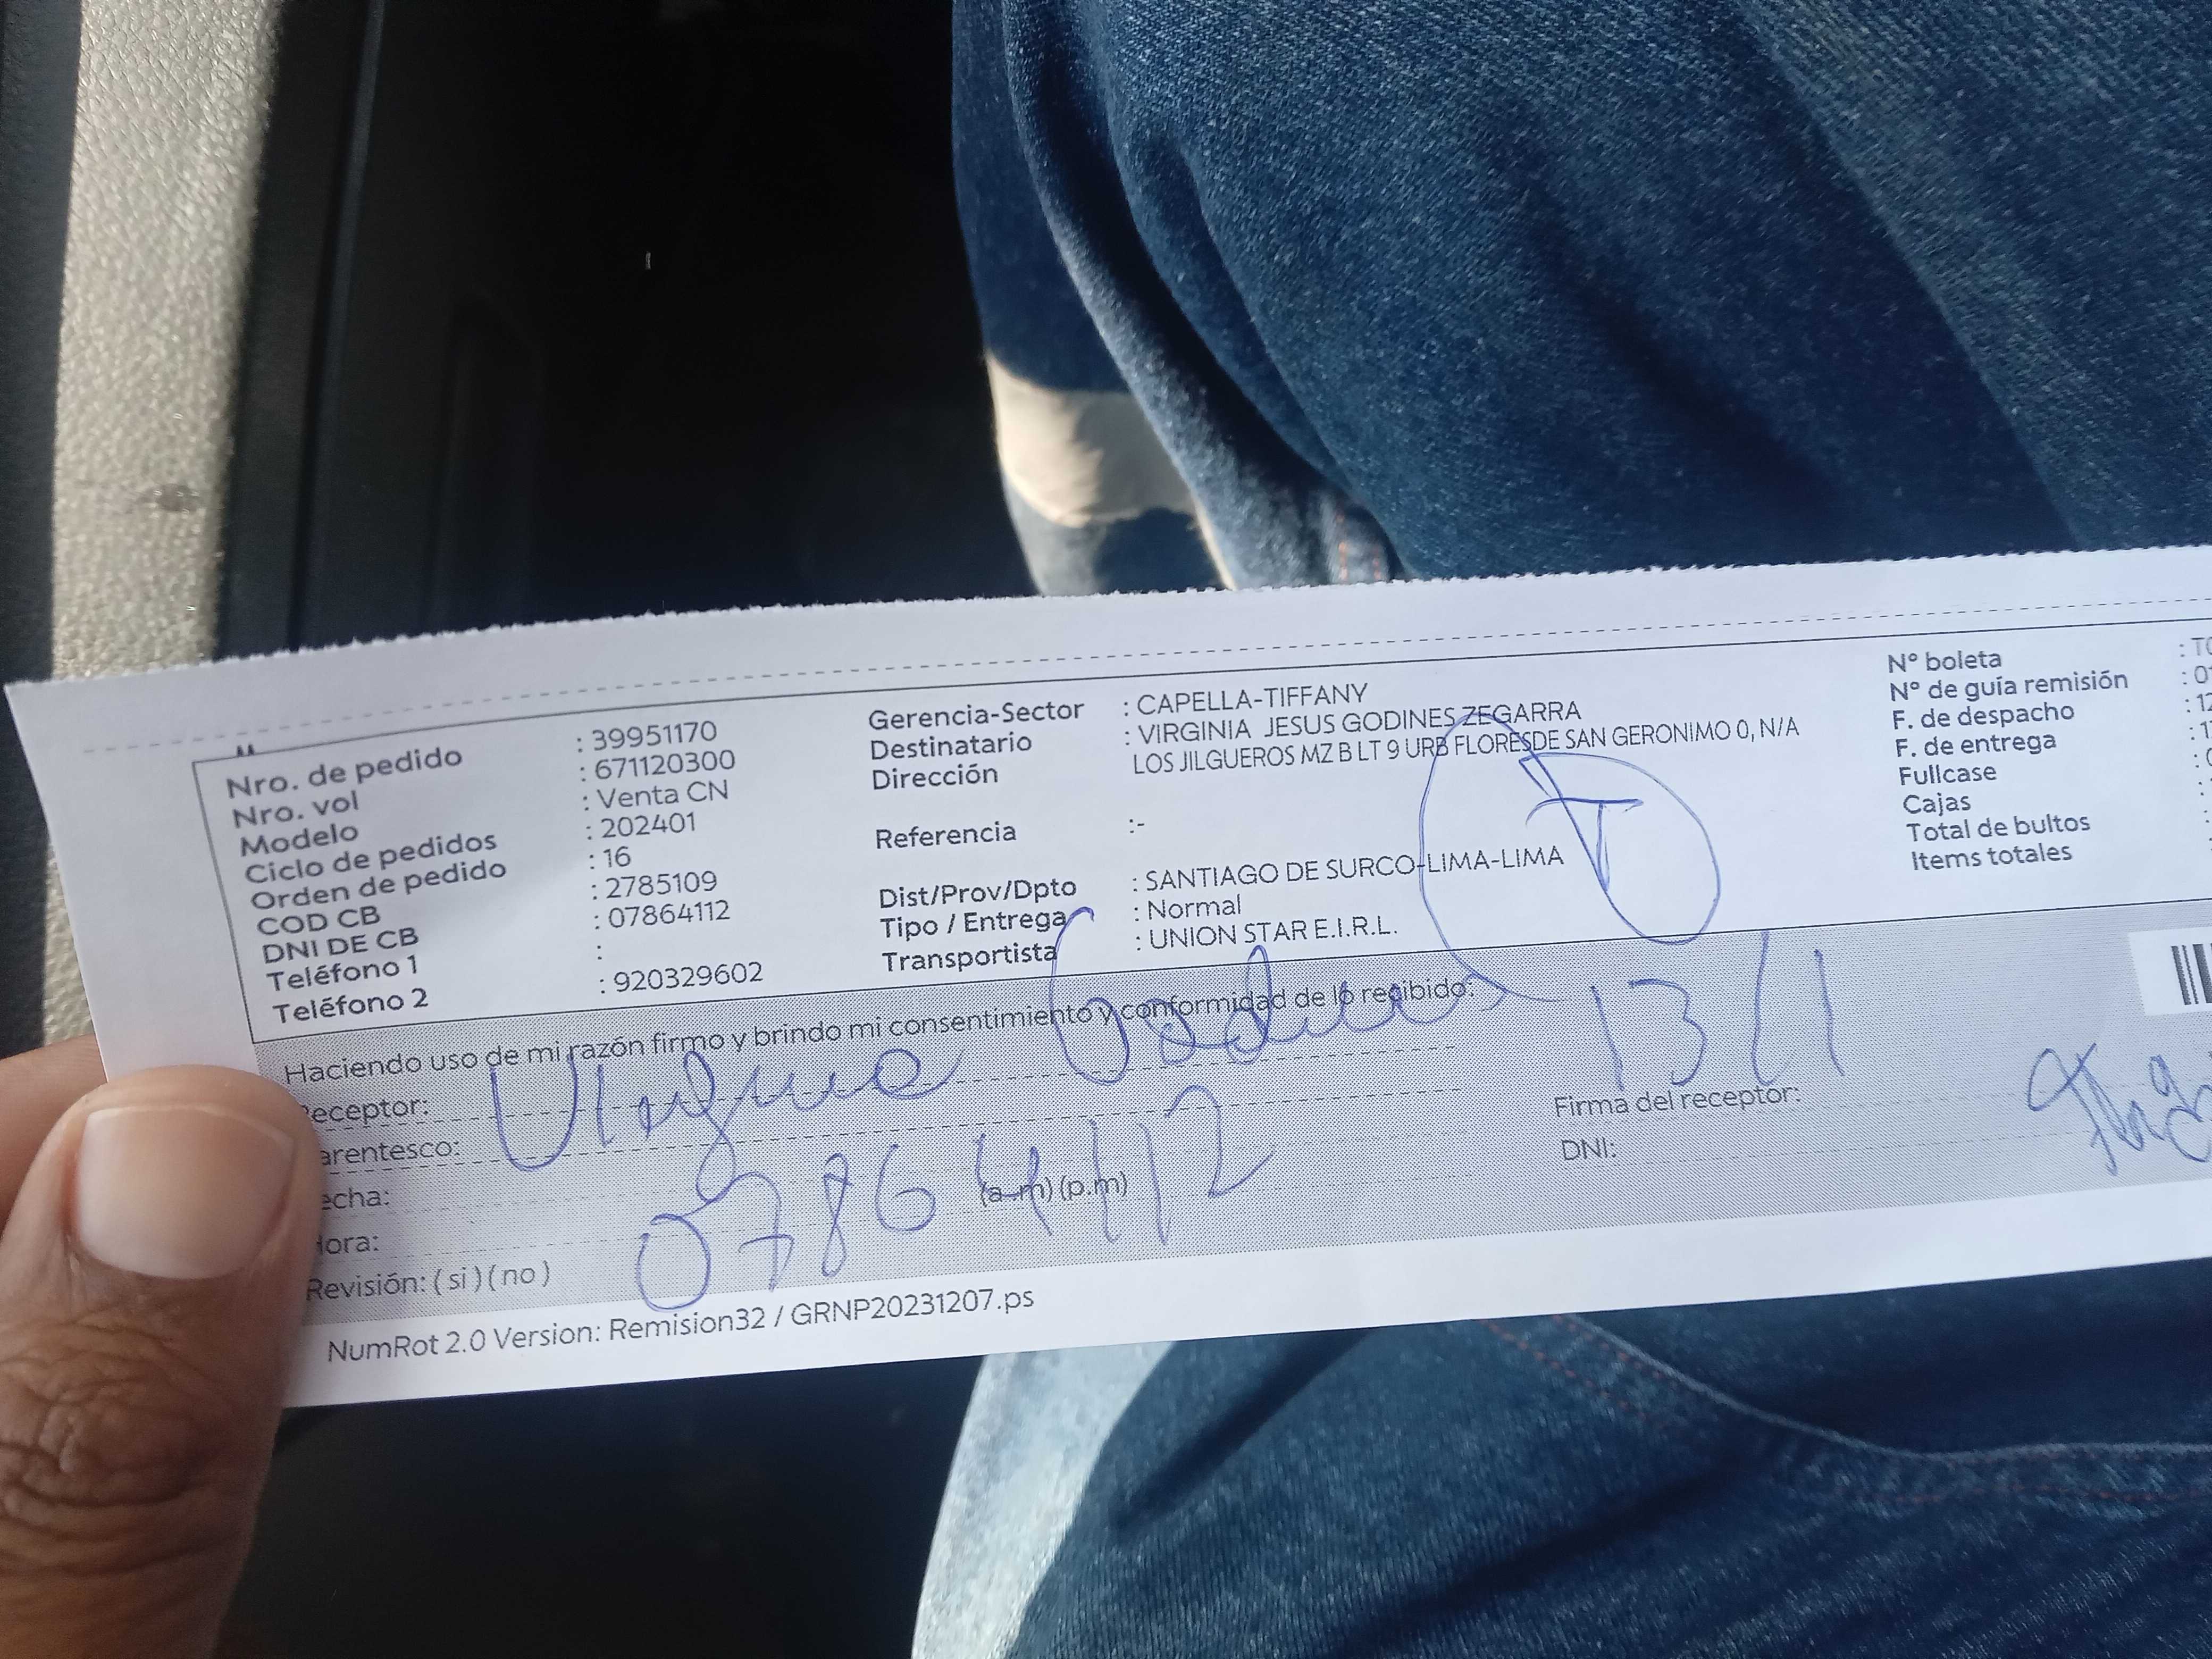 Nro. de pedido : 39951170
Nro. vol : 671120300
Modelo : Venta CN
Ciclo de pedidos : 202401
Orden de pedido : 16
COD CB : 2785109
DNI DE CB : 07864112
Teléfono 1 :
Teléfono 2 : 920329602
Gerencia-Sector : CAPELLA-TIFFANY
Destinatario : VIRGINIA JESUS GODINES ZEGARRA
Dirección LOS JILGUEROS MZ B LT 9 URB FLORESDE SAN GERONIMO 0, N/A
Referencia :-
Dist/Prov/Dpto : SANTIAGO DE SURCO-LIMA-LIMA
Tipo / Entrega : Normal
Transportista : UNION STAR E.I.R.L.
T
N° boleta
N° de guía remisión
F. de despacho
F. de entrega
Fullcase
Cajas
Total de bultos
Items totales
Haciendo uso de mi razón firmo y brindo mi consentimiento y conformidad de lo recibido:
Receptor: Virginia Godines 13/1
Parentesco:
Fecha:
07864112
(a.m) (p.m)
Hora:
Revisión: ( si ) ( no )
Firma del receptor:
DNI:
NumRot 2.0 Version: Remision32 / GRNP20231207.ps